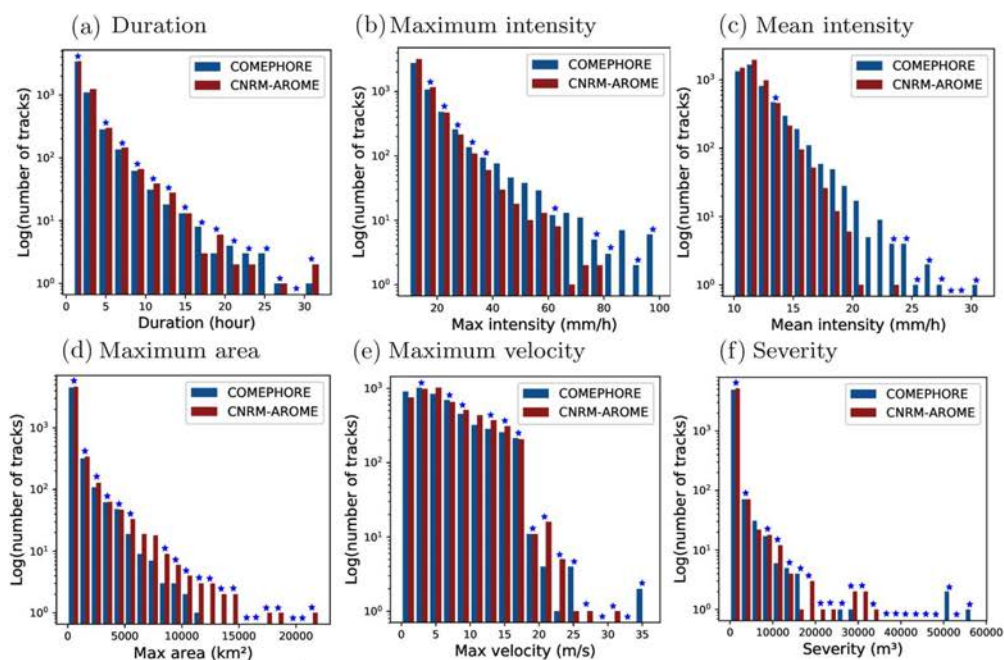 (a) Duration
(b) Maximum intensity
(c) Mean intensity
Log(number of tracks)
10³
10²
10¹
10⁰
COMEPHORE
CNRM-AROME
0 5 10 15 20 25 30
Duration (hour)
Log(number of tracks)
10³
10²
10¹
10⁰
COMEPHORE
CNRM-AROME
20 40 60 80 100
Max intensity (mm/h)
Log(number of tracks)
10³
10²
10¹
10⁰
COMEPHORE
CNRM-AROME
10 15 20 25 30
Mean intensity (mm/h)
(d) Maximum area
(e) Maximum velocity
(f) Severity
Log(number of tracks)
10³
10²
10¹
10⁰
COMEPHORE
CNRM-AROME
0 5000 10000 15000 20000
Max area (km²)
Log(number of tracks)
10³
10²
10¹
10⁰
COMEPHORE
CNRM-AROME
0 5 10 15 20 25 30 35
Max velocity (m/s)
Log(number of tracks)
10³
10²
10¹
10⁰
COMEPHORE
CNRM-AROME
0 10000 20000 30000 40000 50000 60000
Severity (m³)